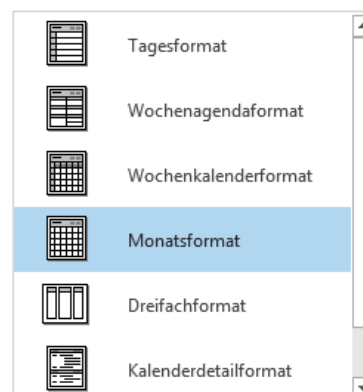 Tagesformat
Wochenagendaformat
Wochenkalenderformat
Monatsformat
Dreifachformat
Kalenderdetailformat